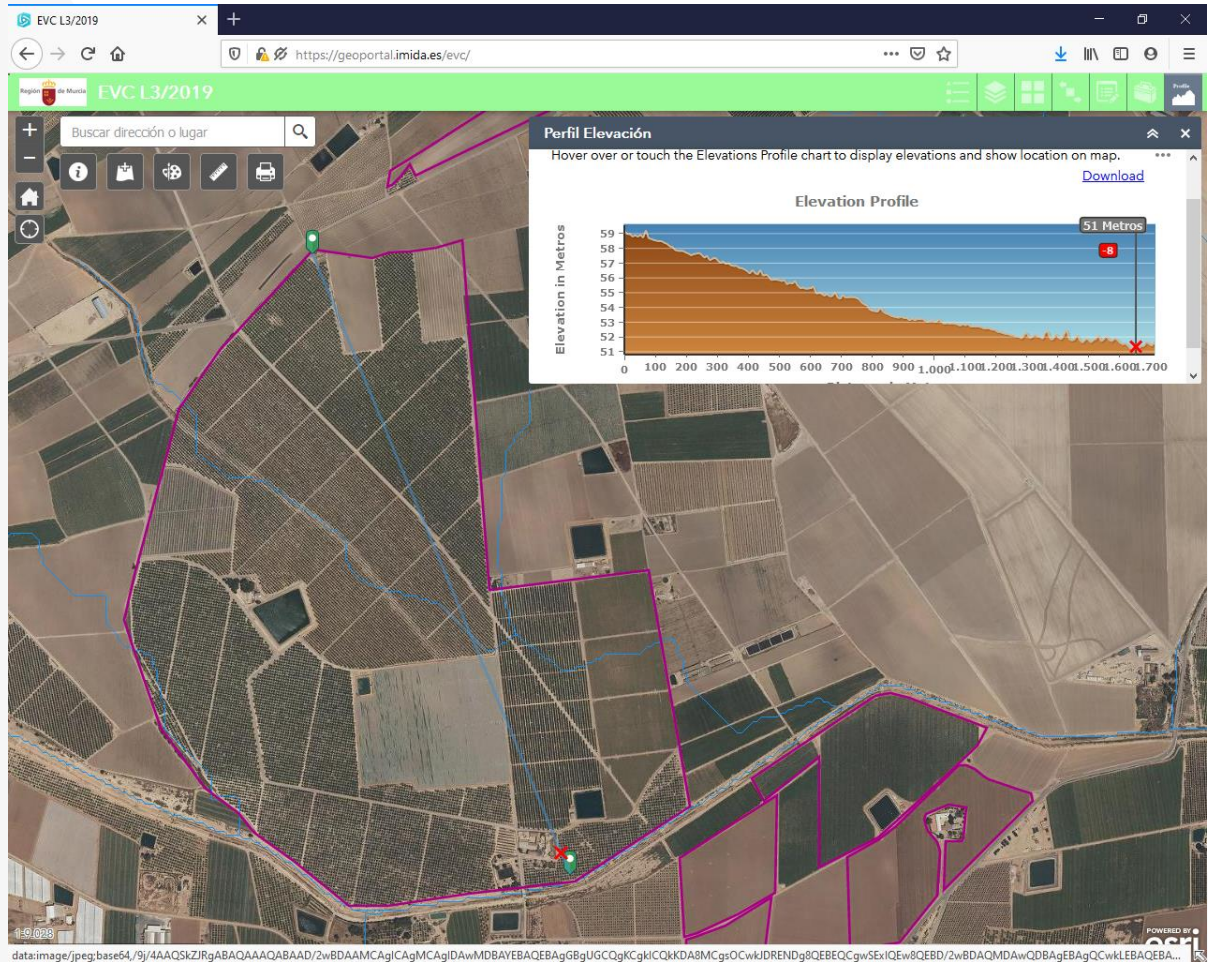 EVC L3/2019
https://geoportal.imida.es/evc/
Región de Murcia
EVC L3/2019
Profile
Buscar dirección o lugar
Perfil Elevación
Hover over or touch the Elevations Profile chart to display elevations and show location on map.
Download
Elevation Profile
51 Metros
-8
Elevation in Metros
59
58
57
56
55
54
53
52
51
0 100 200 300 400 500 600 700 800 900 1.000 1.100 1.200 1.300 1.400 1.500 1.600 1.700
1:9.028
POWERED BY
esri